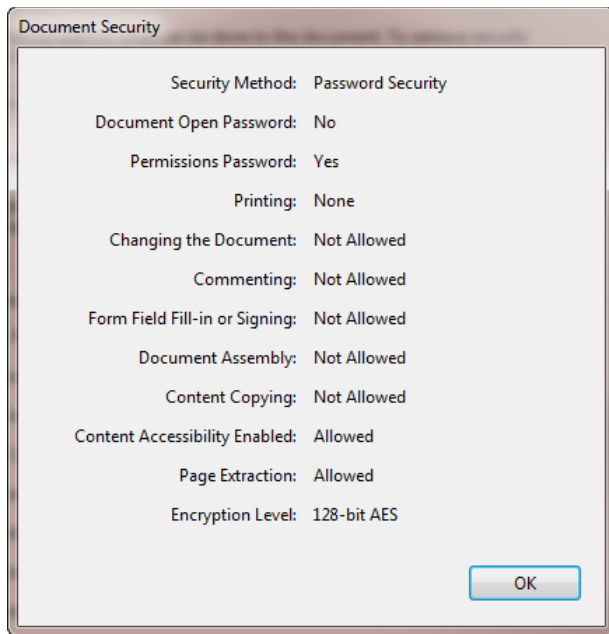 Document Security
Security Method: Password Security
Document Open Password: No
Permissions Password: Yes
Printing: None
Changing the Document: Not Allowed
Commenting: Not Allowed
Form Field Fill-in or Signing: Not Allowed
Document Assembly: Not Allowed
Content Copying: Not Allowed
Content Accessibility Enabled: Allowed
Page Extraction: Allowed
Encryption Level: 128-bit AES
OK